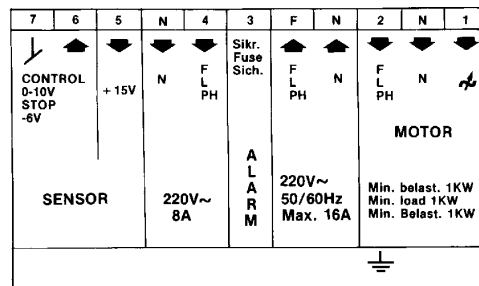 7 6 5 N 4 3 F N 2 N 1
CONTROL
0-10V
STOP
-6V
+ 15V
N
F
L
PH
Sikr.
Fuse
Sich.
F
L
PH
N
F
L
PH
N
MOTOR
SENSOR
220V~
8A
ALARM
220V~
50/60Hz
Max. 16A
Min. belast. 1KW
Min. load 1KW
Min. Belast. 1KW